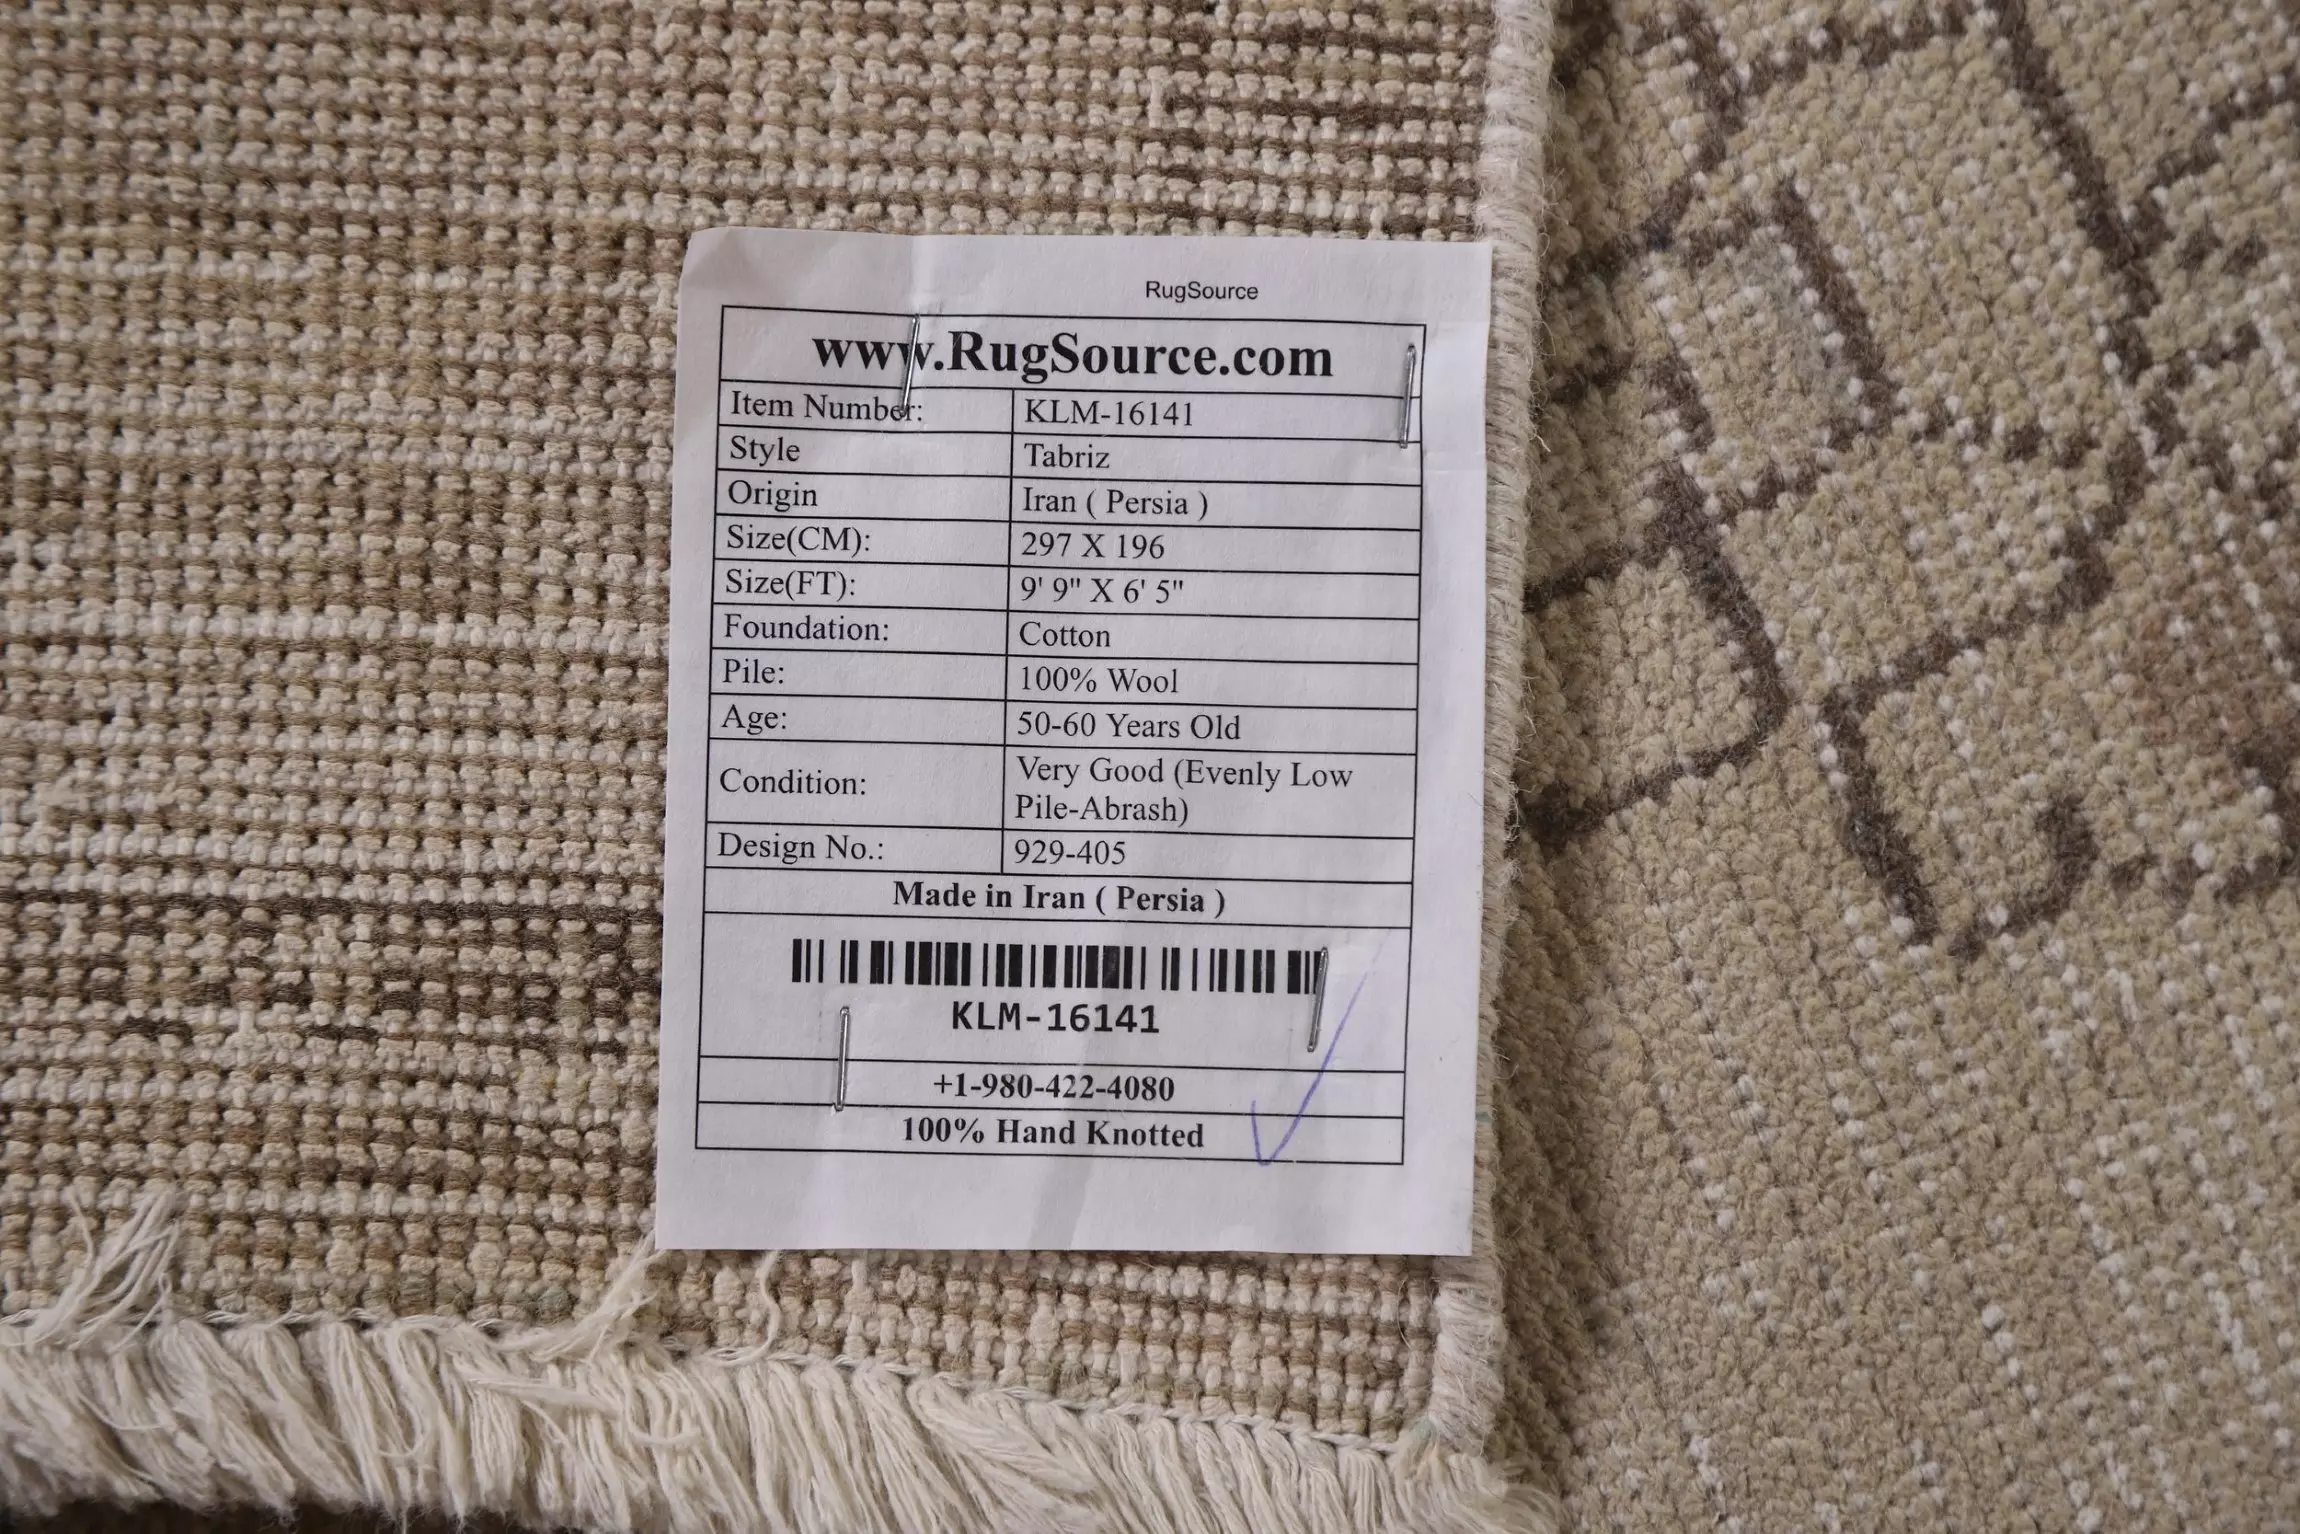 RugSource
www.RugSource.com
Item Number: KLM-16141
Style Tabriz
Origin Iran ( Persia )
Size(CM): 297 X 196
Size(FT): 9' 9" X 6' 5"
Foundation: Cotton
Pile: 100% Wool
Age: 50-60 Years Old
Condition: Very Good (Evenly Low
Pile-Abrash)
Design No.: 929-405
Made in Iran ( Persia )
KLM-16141
+1-980-422-4080
100% Hand Knotted